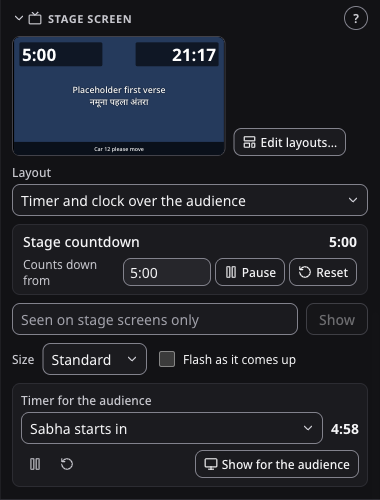 STAGE SCREEN
?
5:00
21:17
Placeholder first verse
नमूना पहला अंतरा
Car 12 please move
Edit layouts...
Layout
Timer and clock over the audience
Stage countdown
5:00
Counts down from
5:00
Pause
Reset
Seen on stage screens only
Show
Size
Standard
Flash as it comes up
Timer for the audience
Sabha starts in
4:58
Show for the audience